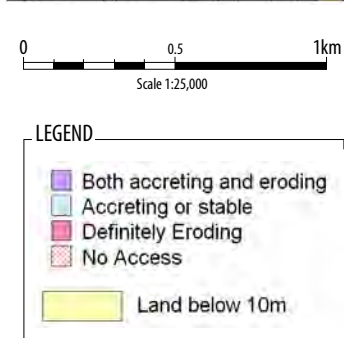 0 0.5 1km
Scale 1:25,000
LEGEND
Both accreting and eroding
Accreting or stable
Definitely Eroding
No Access
Land below 10m